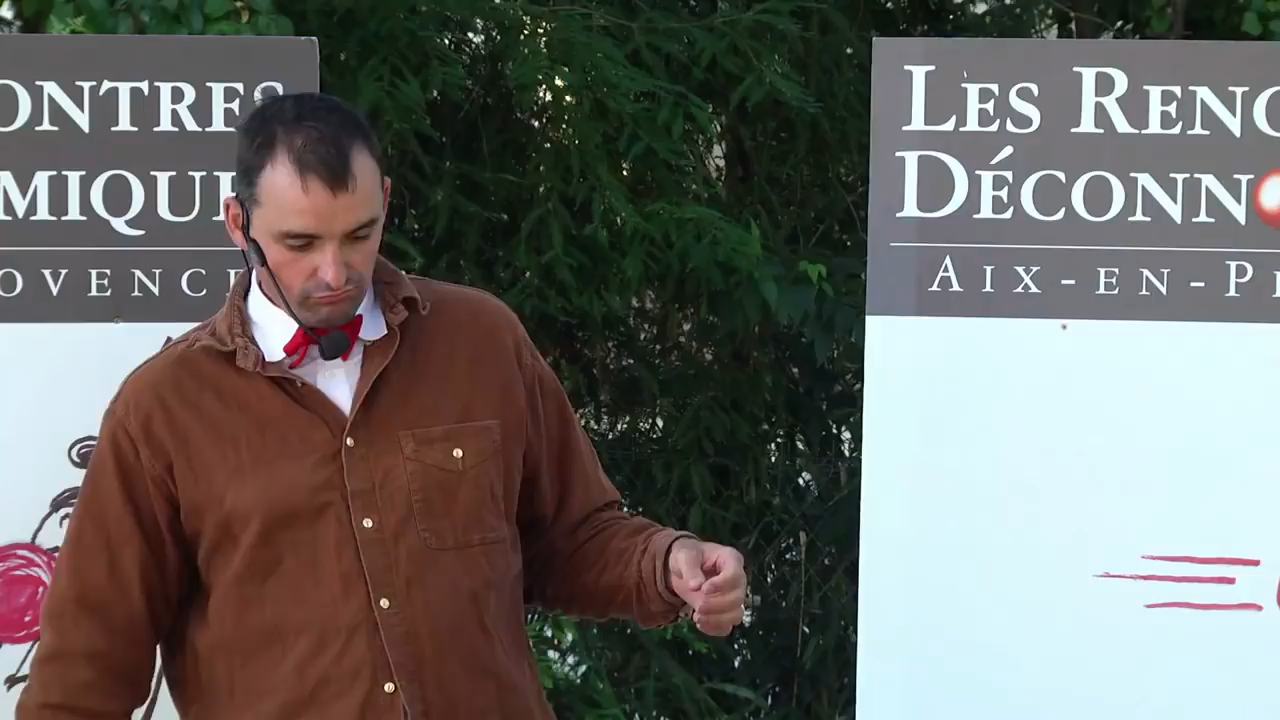 ONTRES
MIQUE
OVENCE
LES RENC
DÉCONN
AIX-EN-P